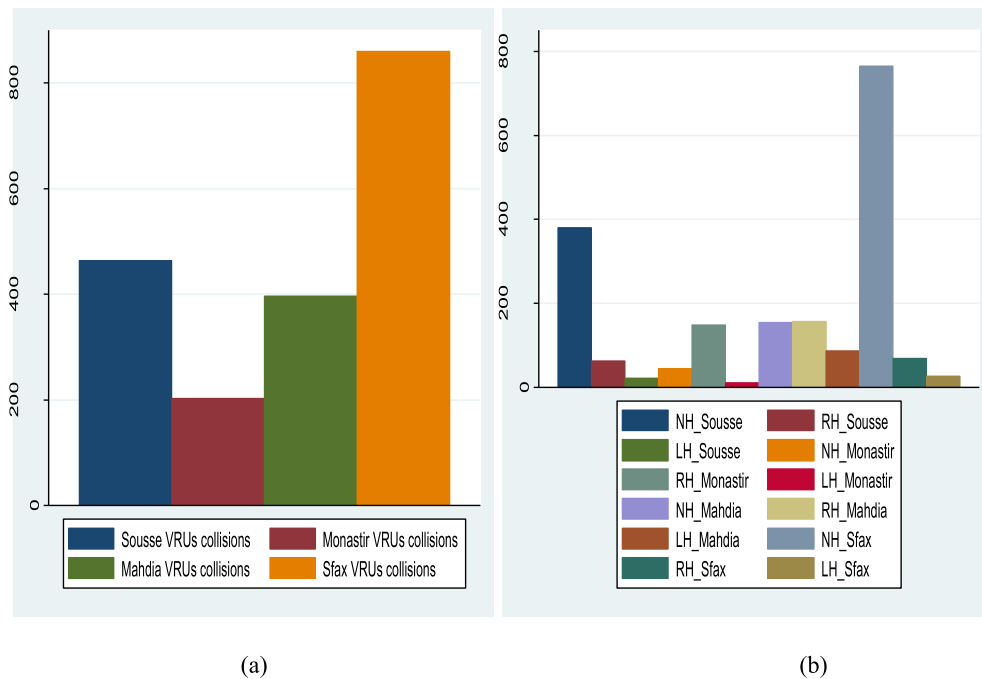 800
600
400
200
0
Sousse VRUs collisions Monastir VRUs collisions
Mahdia VRUs collisions Sfax VRUs collisions
(a)
800
600
400
200
0
NH_Sousse RH_Sousse
LH_Sousse NH_Monastir
RH_Monastir LH_Monastir
NH_Mahdia RH_Mahdia
LH_Mahdia NH_Sfax
RH_Sfax LH_Sfax
(b)